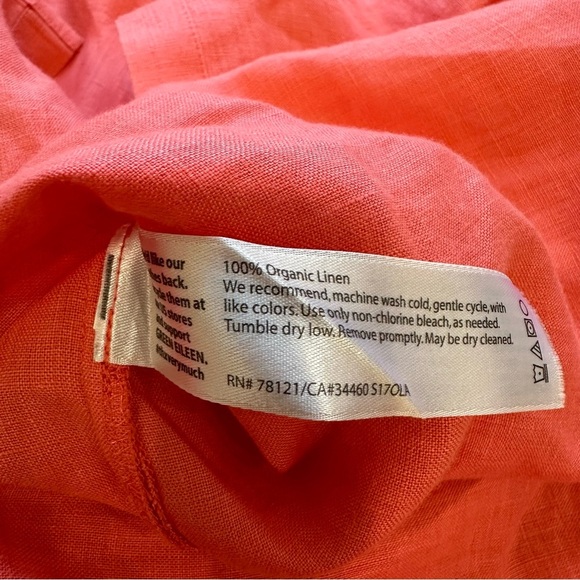 like our
back.
them at
stores
support
GREEN EILEEN.
100% Organic Linen
We recommend, machine wash cold, gentle cycle, with
like colors. Use only non-chlorine bleach, as needed.
Tumble dry low. Remove promptly. May be dry cleaned.
RN# 78121/CA#34460 S17OLA